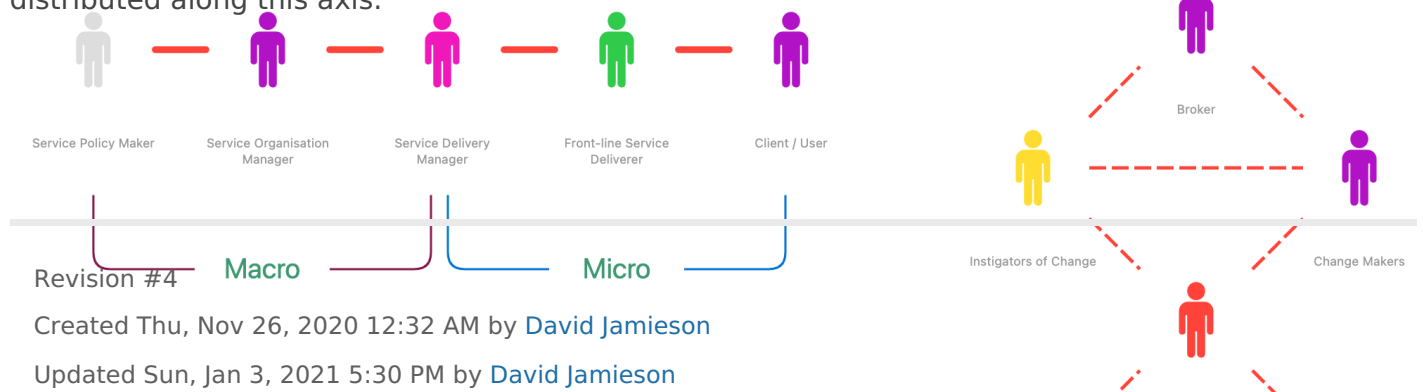 distributed along this axis.
Service Policy Maker
Service Organisation
Manager
Service Delivery
Manager
Front-line Service
Deliverer
Client / User
Broker
Instigators of Change
Change Makers
Macro
Micro
Revision #4
Created Thu, Nov 26, 2020 12:32 AM by David Jamieson
Updated Sun, Jan 3, 2021 5:30 PM by David Jamieson